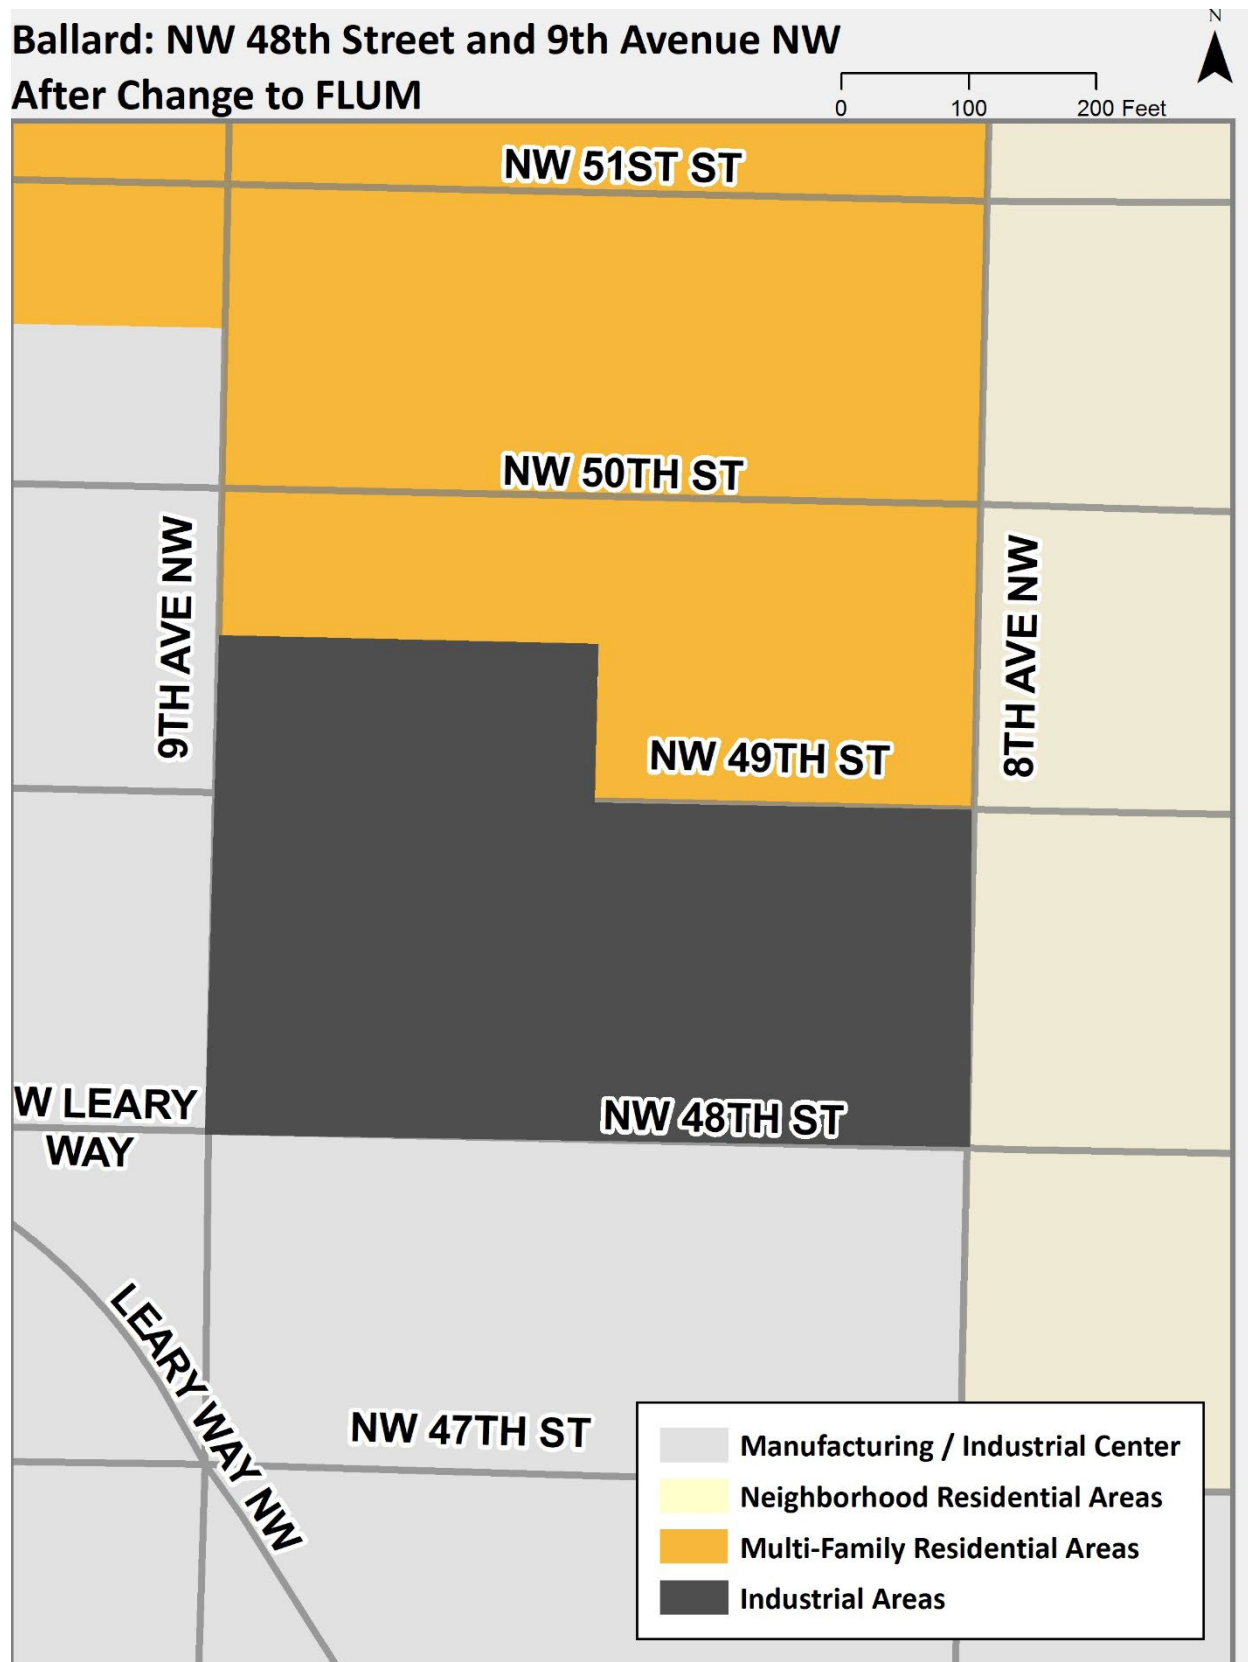 Ballard: NW 48th Street and 9th Avenue NW
After Change to FLUM
N
0 100 200 Feet
NW 51ST ST
NW 50TH ST
9TH AVE NW
8TH AVE NW
NW 49TH ST
W LEARY
WAY
NW 48TH ST
LEARY WAY NW
NW 47TH ST
Manufacturing / Industrial Center
Neighborhood Residential Areas
Multi-Family Residential Areas
Industrial Areas